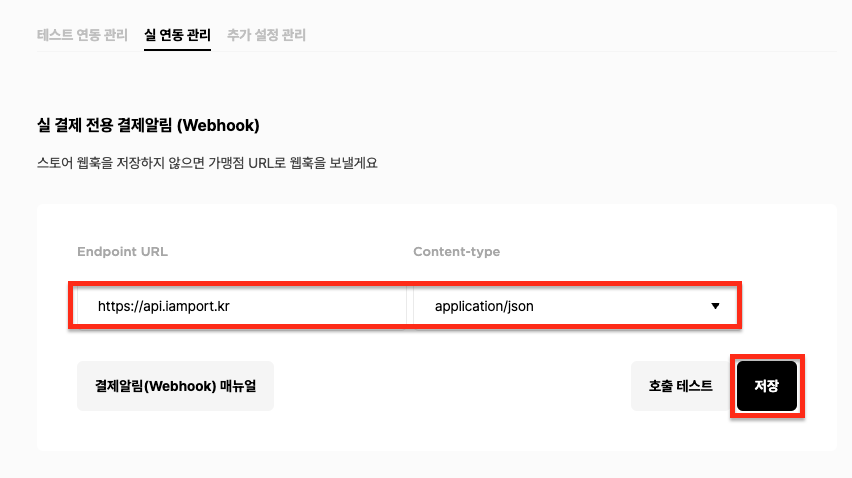 테스트 연동 관리 실 연동 관리 추가 설정 관리
실 결제 전용 결제알림 (Webhook)
스토어 웹훅을 저장하지 않으면 가맹점 URL로 웹훅을 보낼게요
Endpoint URL Content-type
https://api.iamport.kr application/json
결제알림(Webhook) 매뉴얼 호출 테스트 저장